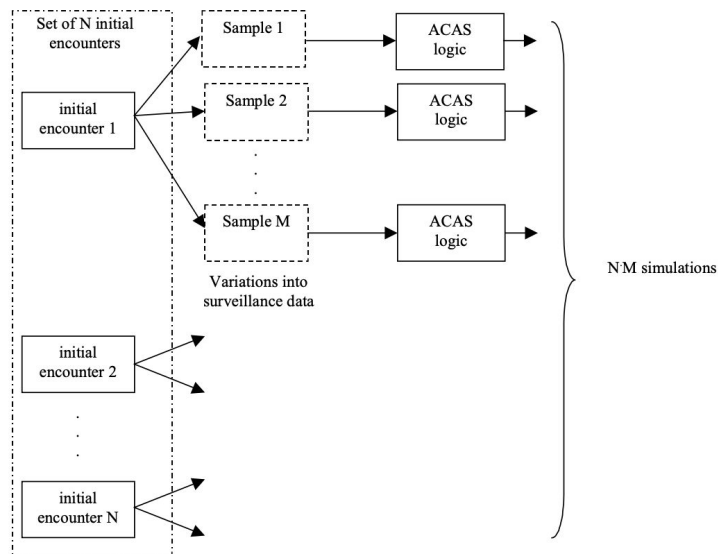 Set of N initial
encounters
Sample 1
ACAS
logic
initial
encounter 1
Sample 2
ACAS
logic
.
.
.
Sample M
ACAS
logic
Variations into
surveillance data
N·M simulations
initial
encounter 2
.
.
.
initial
encounter N